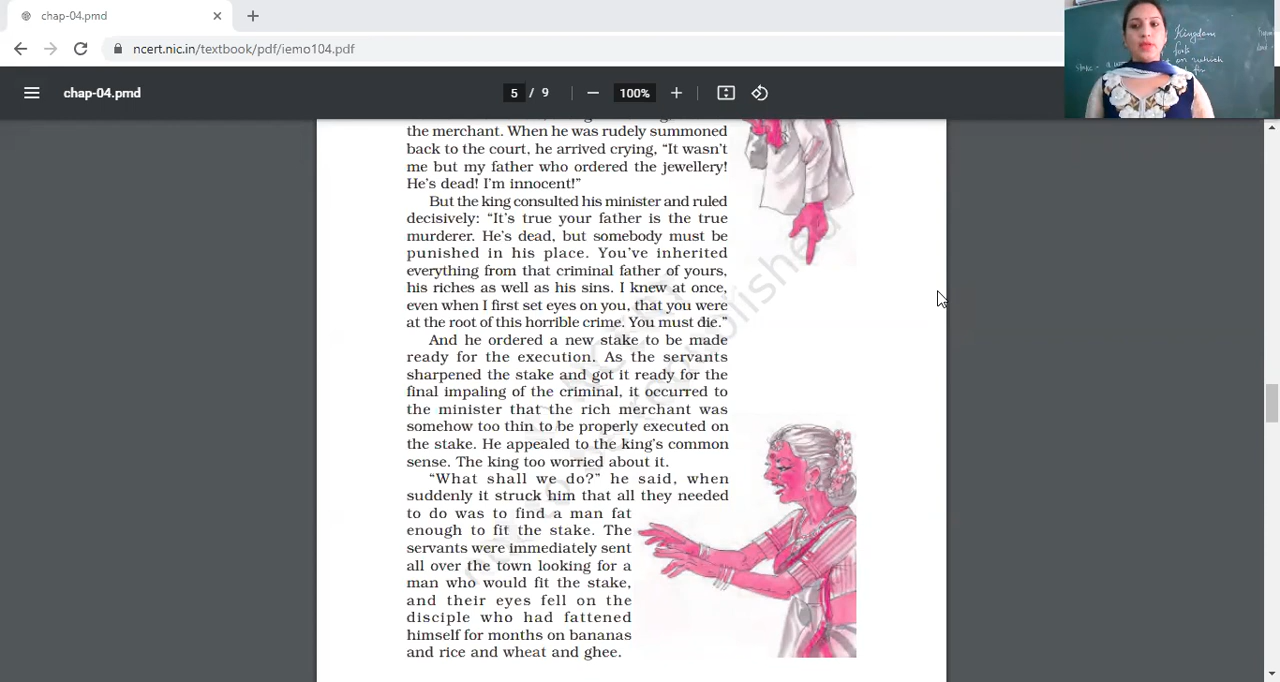 chap-04.pmd
ncert.nic.in/textbook/pdf/iemo104.pdf
chap-04.pmd
5 / 9
100%
Kingdom
the merchant. When he was rudely summoned
back to the court, he arrived crying, “It wasn’t
me but my father who ordered the jewellery!
He’s dead! I’m innocent!”
But the king consulted his minister and ruled
decisively: “It’s true your father is the true
murderer. He’s dead, but somebody must be
punished in his place. You’ve inherited
everything from that criminal father of yours,
his riches as well as his sins. I knew at once,
even when I first set eyes on you, that you were
at the root of this horrible crime. You must die.”
And he ordered a new stake to be made
ready for the execution. As the servants
sharpened the stake and got it ready for the
final impaling of the criminal, it occurred to
the minister that the rich merchant was
somehow too thin to be properly executed on
the stake. He appealed to the king’s common
sense. The king too worried about it.
“What shall we do?” he said, when
suddenly it struck him that all they needed
to do was to find a man fat
enough to fit the stake. The
servants were immediately sent
all over the town looking for a
man who would fit the stake,
and their eyes fell on the
disciple who had fattened
himself for months on bananas
and rice and wheat and ghee.